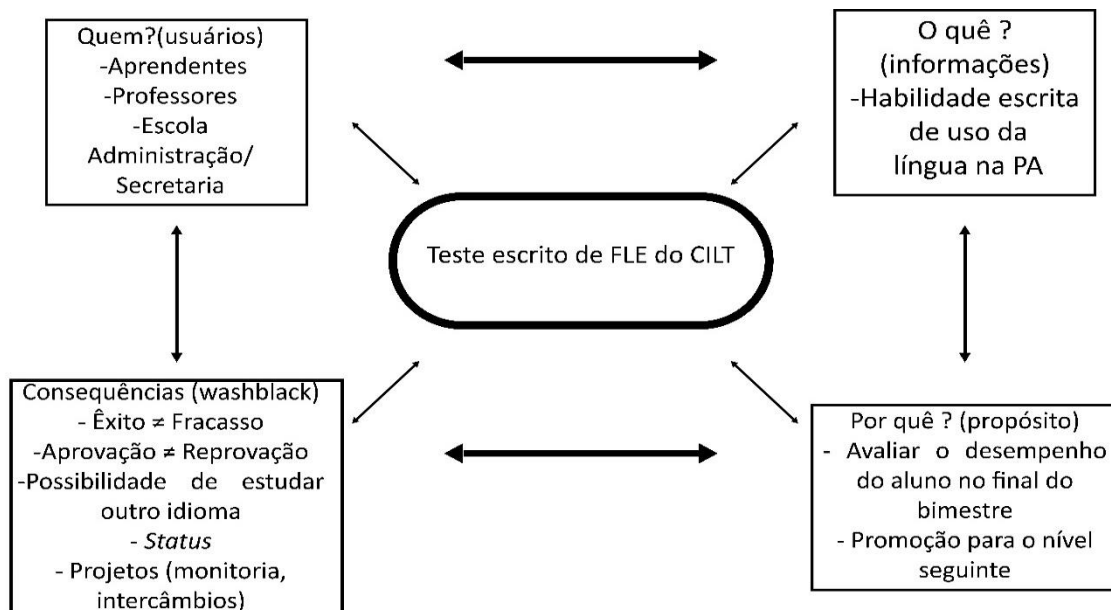 Quem?(usuários)
-Aprendentes
-Professores
-Escola
Administração/
Secretaria
O quê ?
(informações)
-Habilidade escrita
de uso da
língua na PA
Teste escrito de FLE do CILT
Consequências (washblack)
- Êxito ≠ Fracasso
-Aprovação ≠ Reprovação
-Possibilidade de estudar
outro idioma
- Status
- Projetos (monitoria,
intercâmbios)
Por quê ? (propósito)
- Avaliar o desempenho
do aluno no final do
bimestre
- Promoção para o nível
seguinte